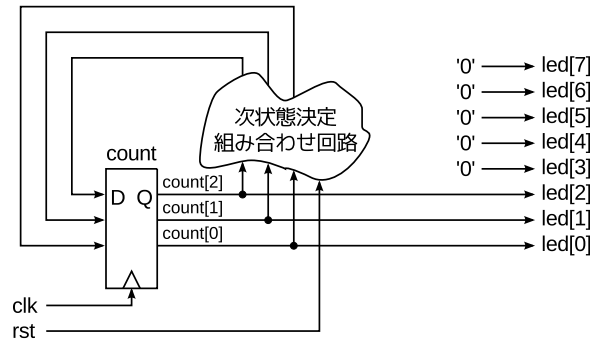 '0' led[7]
'0' led[6]
次状態決定
'0' led[5]
組み合わせ回路
'0' led[4]
count
'0' led[3]
D Q
count[2]
led[2]
count[1]
led[1]
count[0]
led[0]
clk
rst